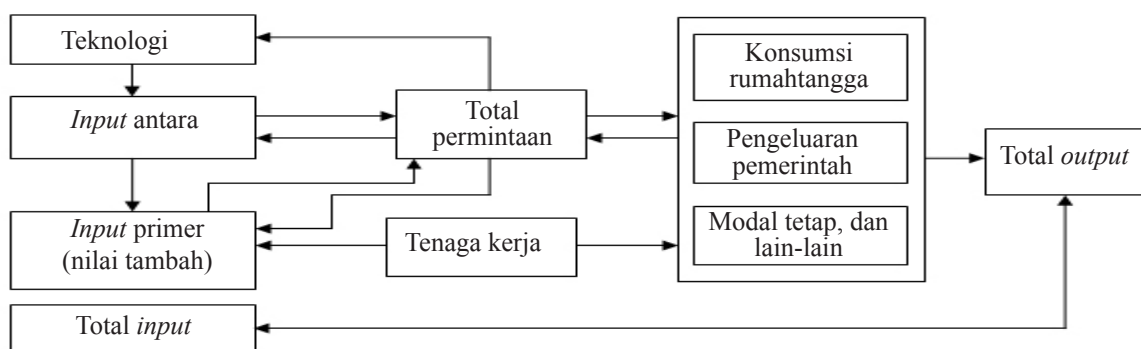 Teknologi
Input antara
Input primer
(nilai tambah)
Total input
Total
permintaan
Tenaga kerja
Konsumsi
rumahtangga
Pengeluaran
pemerintah
Modal tetap, dan
lain-lain
Total output